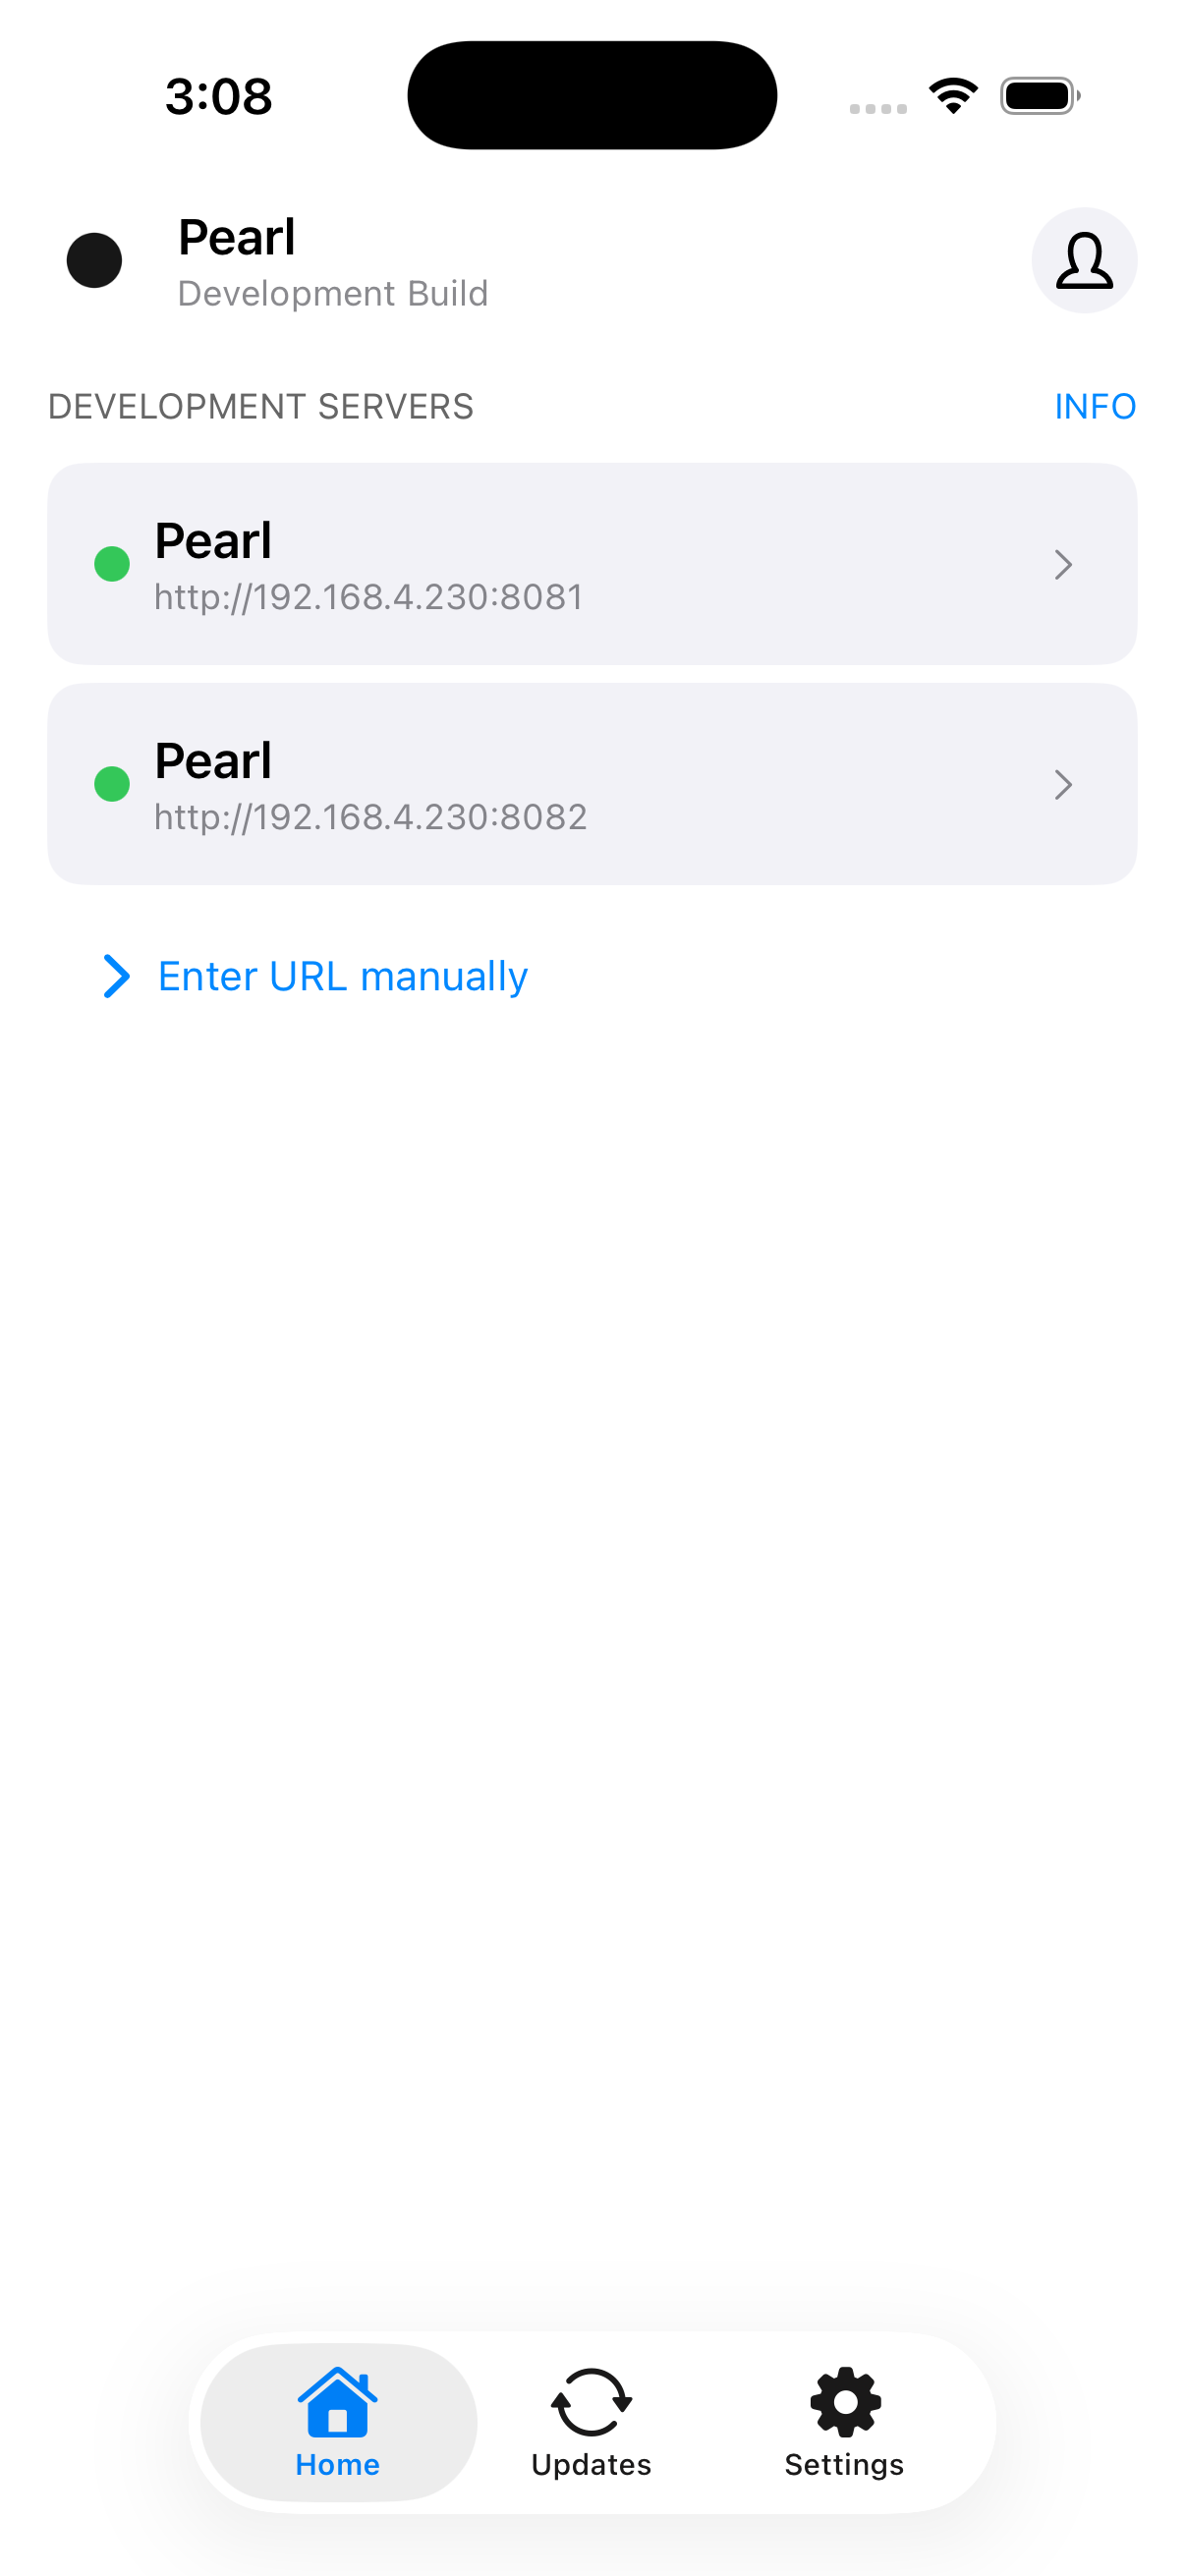 3:08
Pearl
Development Build
DEVELOPMENT SERVERS
INFO
Pearl
http://192.168.4.230:8081
Pearl
http://192.168.4.230:8082
Enter URL manually
Home
Updates
Settings